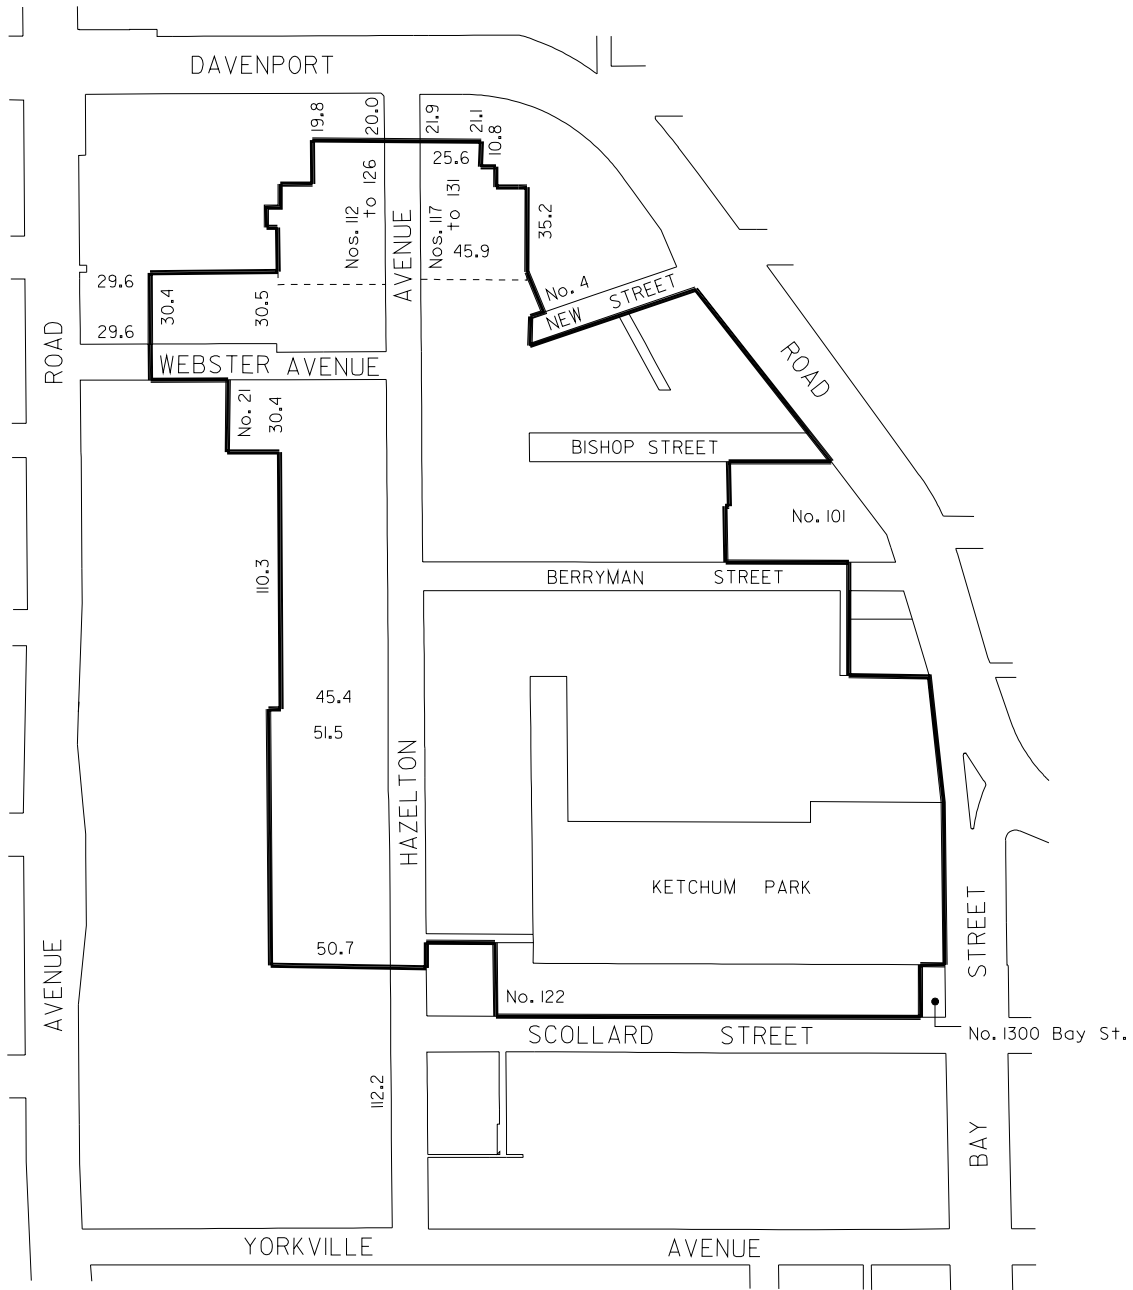 DAVENPORT
19.8
20.0
21.9
21.1
10.8
25.6
Nos. 112
to 126
AVENUE
Nos. 117
to 131
45.9
35.2
29.6
30.4
30.5
No. 4
NEW STREET
29.6
ROAD
WEBSTER AVENUE
ROAD
No. 21
30.4
BISHOP STREET
No. 101
110.3
BERRYMAN STREET
45.4
51.5
HAZELTON
KETCHUM PARK
50.7
AVENUE
STREET
No. 122
SCOLLARD STREET
No. 1300 Bay St.
112.2
BAY
YORKVILLE AVENUE